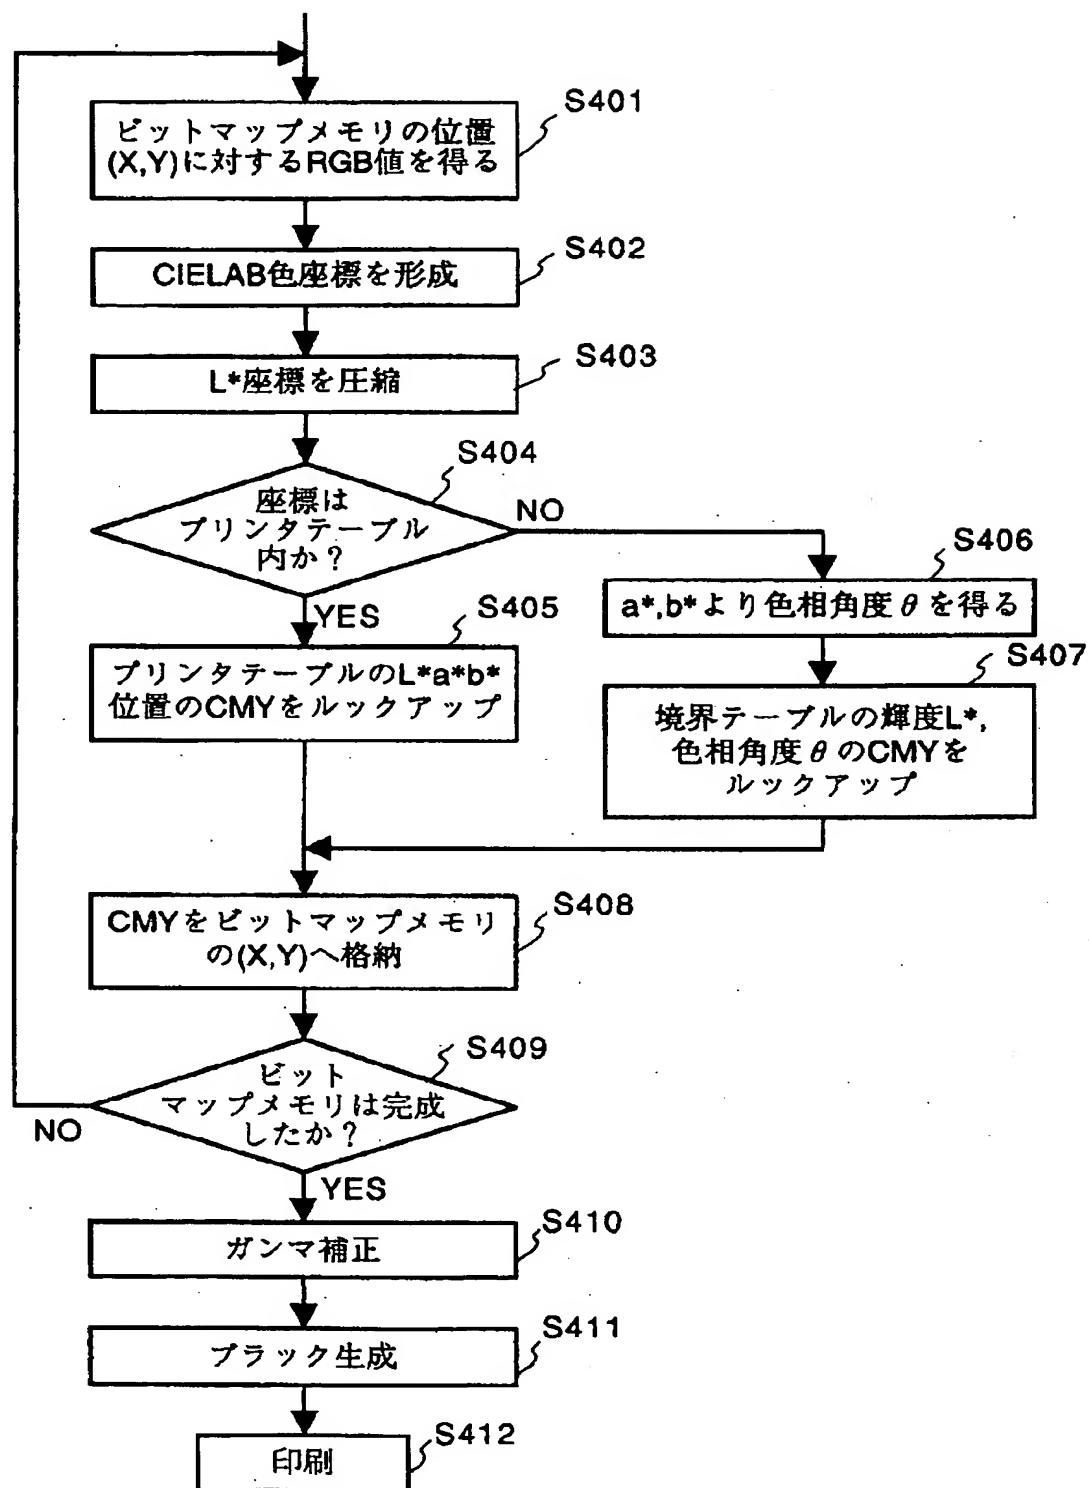 S401
ビットマップメモリの位置
(X,Y)に対するRGB値を得る
S402
CIELAB色座標を形成
S403
L*座標を圧縮
S404
座標は
プリンタテーブル
内か?
NO
YES
S405
プリンタテーブルのL*a*b*
位置のCMYをルックアップ
S406
a*,b*より色相角度θを得る
S407
境界テーブルの輝度L*,
色相角度θのCMYを
ルックアップ
S408
CMYをビットマップメモリ
の(X,Y)へ格納
S409
ビット
マップメモリは完成
したか?
NO
YES
S410
ガンマ補正
S411
ブラック生成
S412
印刷